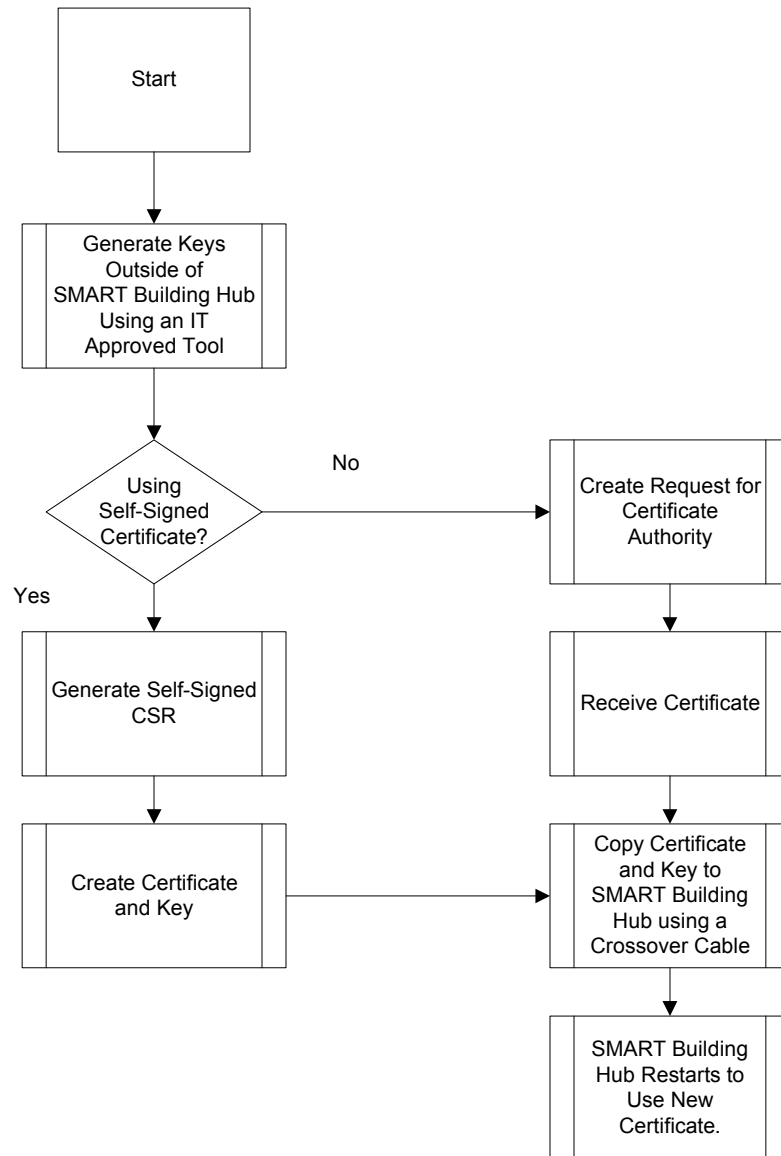 Start
Generate Keys
Outside of
SMART Building Hub
Using an IT
Approved Tool
Using
Self-Signed
Certificate?
No
Create Request for
Certificate
Authority
Yes
Generate Self-Signed
CSR
Receive Certificate
Create Certificate
and Key
Copy Certificate
and Key to
SMART Building
Hub using a
Crossover Cable
SMART Building
Hub Restarts to
Use New
Certificate.